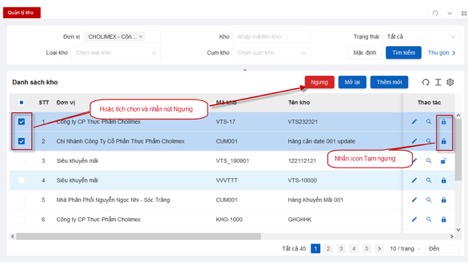 Quản lý kho
Đơn vị CHOLIMEX - Côn... × Kho Nhập mã/tên kho Trạng thái Tất cả
Loại kho Chọn loại kho Cụm kho Chọn cụm kho Mặc định Tìm kiếm Thu gọn
Danh sách kho Ngưng Mở lại Thêm mới
STT Đơn vị Mã kho Tên kho Thao tác
Hoặc tích chọn và nhấn nút Ngưng
1 Công ty CP Thực Phẩm Cholimex VTS-17 VTS232321
2 Chi Nhánh Công Ty Cổ Phần Thực Phẩm Cholimex CUM001 Hàng cận date 001 update
Nhấn icon Tạm ngưng
3 Siêu khuyến mãi VTS_190901 122112121
4 Siêu khuyến mãi VVVTTT VTS-10000
5 Nhà Phân Phối Nguyễn Ngọc Nhi - Sóc Trăng CUM001 Hàng Khuyến Mãi 001
6 Công ty CP Thực Phẩm Cholimex KHO-1000 GHGHHK
Tất cả 45 1 2 3 4 5 > 10 / trang Đến